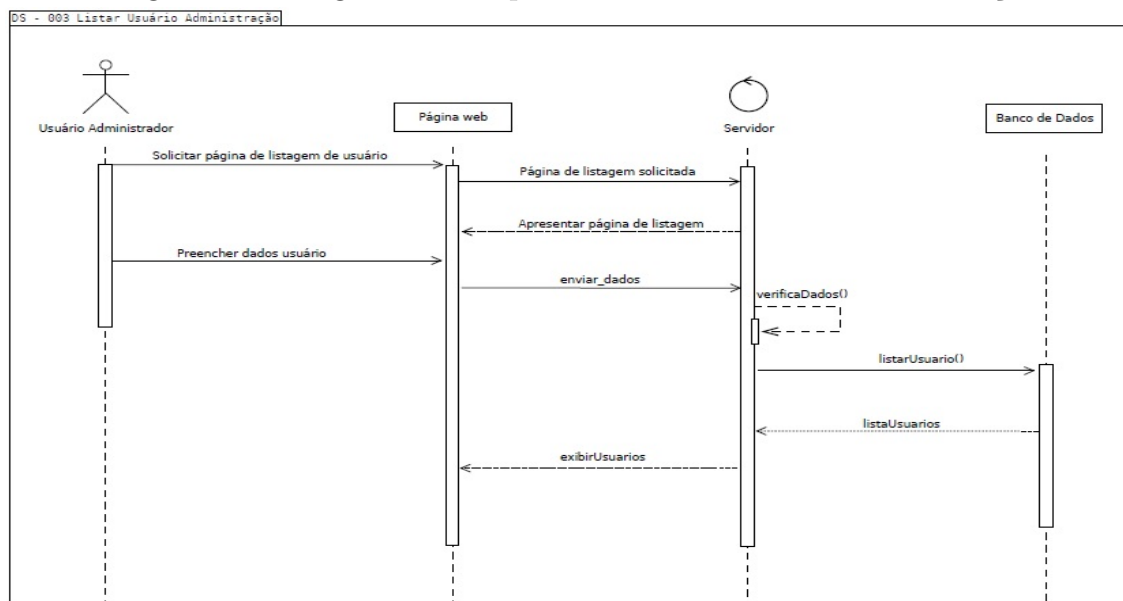 DS - 003 Listar Usuário Administração
Usuário Administrador
Página web
Servidor
Banco de Dados
Solicitar página de listagem de usuário
Página de listagem solicitada
Apresentar página de listagem
Preencher dados usuário
enviar_dados
verificaDados()
listarUsuario()
listaUsuarios
exibirUsuarios